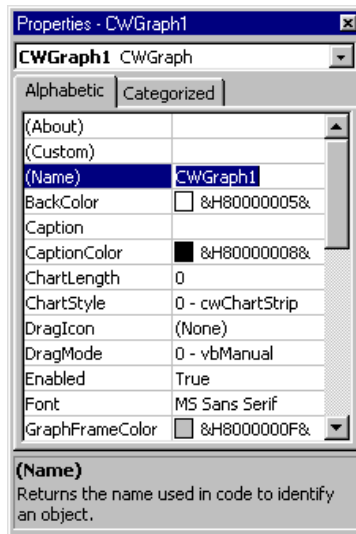 Properties - CWGraph1
CWGraph1 CWGraph
Alphabetic Categorized
(About)
(Custom)
(Name) CWGraph1
BackColor &H80000005&
Caption
CaptionColor &H80000008&
ChartLength 0
ChartStyle 0 - cwChartStrip
DragIcon (None)
DragMode 0 - vbManual
Enabled True
Font MS Sans Serif
GraphFrameColor &H8000000F&
(Name)
Returns the name used in code to identify
an object.